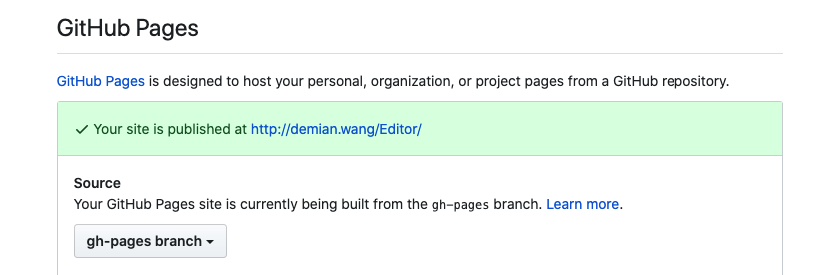 GitHub Pages
GitHub Pages is designed to host your personal, organization, or project pages from a GitHub repository.
✓ Your site is published at http://demian.wang/Editor/
Source
Your GitHub Pages site is currently being built from the gh-pages branch. Learn more.
gh-pages branch